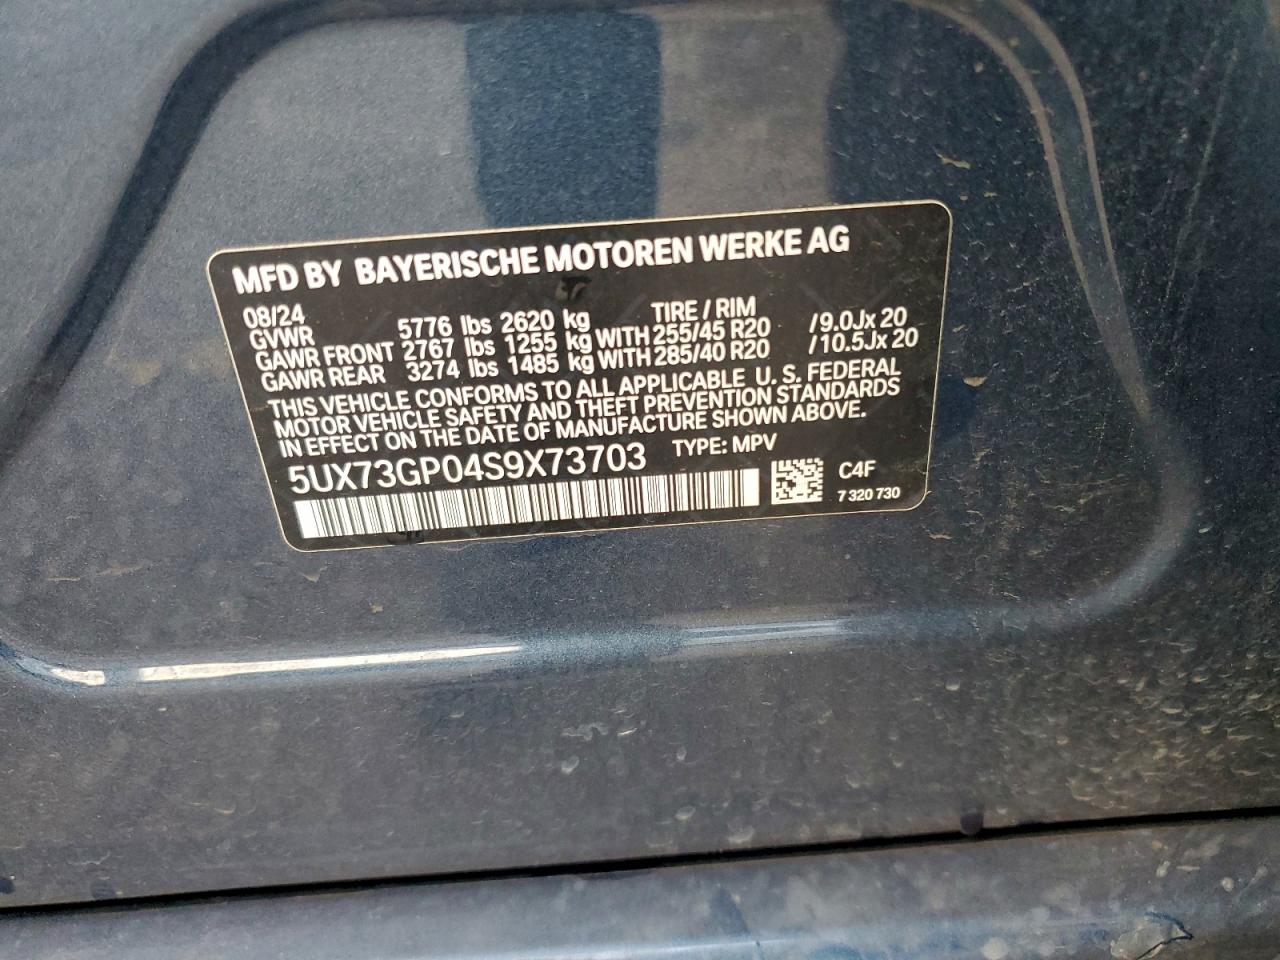 MFD BY BAYERISCHE MOTOREN WERKE AG
08/24 TIRE / RIM
GVWR 5776 lbs 2620 kg
GAWR FRONT 2767 lbs 1255 kg WITH 255/45 R20 /9.0Jx20
GAWR REAR 3274 lbs 1485 kg WITH 285/40 R20 /10.5Jx20
THIS VEHICLE CONFORMS TO ALL APPLICABLE U. S. FEDERAL
MOTOR VEHICLE SAFETY AND THEFT PREVENTION STANDARDS
IN EFFECT ON THE DATE OF MANUFACTURE SHOWN ABOVE.
5UX73GP04S9X73703 TYPE: MPV
C4F
7 320 730